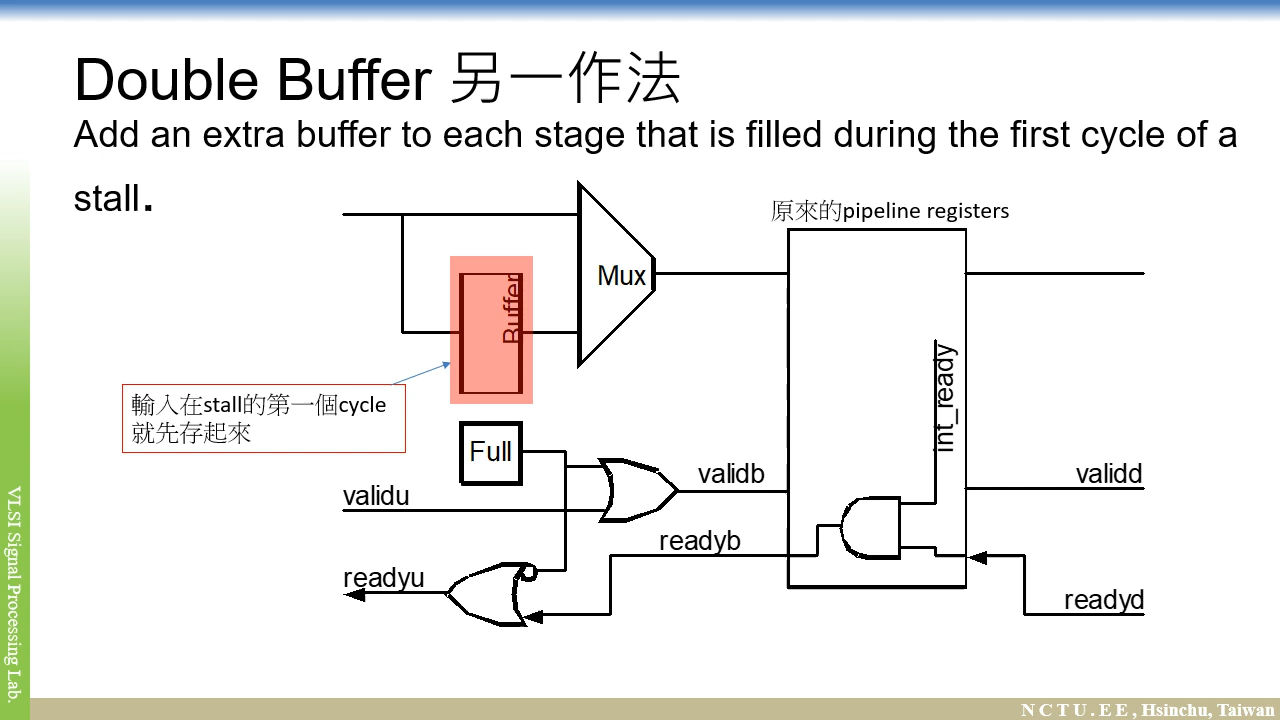 Double Buffer 另一作法
Add an extra buffer to each stage that is filled during the first cycle of a
stall.
原來的pipeline registers
Mux
Buffer
輸入在stall的第一個cycle
就先存起來
int_ready
Full
validb
validd
validu
readyb
readyu
readyd
VLSI Signal Processing Lab.
N C T U . E E , Hsinchu, Taiwan